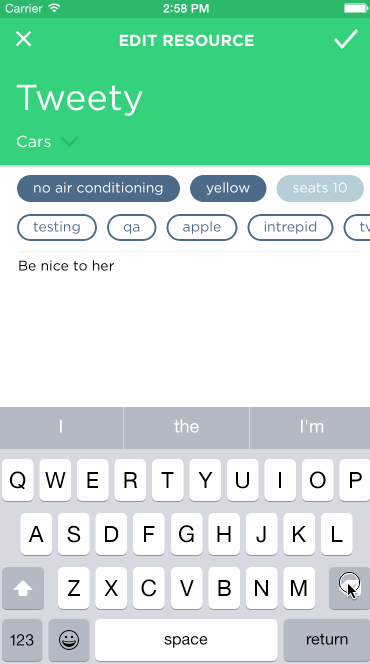 Carrier 2:58 PM
EDIT RESOURCE
Tweety
Cars
no air conditioning yellow seats 10
testing qa apple intrepid
Be nice to her
I the I'm
Q W E R T Y U I O P
A S D F G H J K L
Z X C V B N M
123 space return